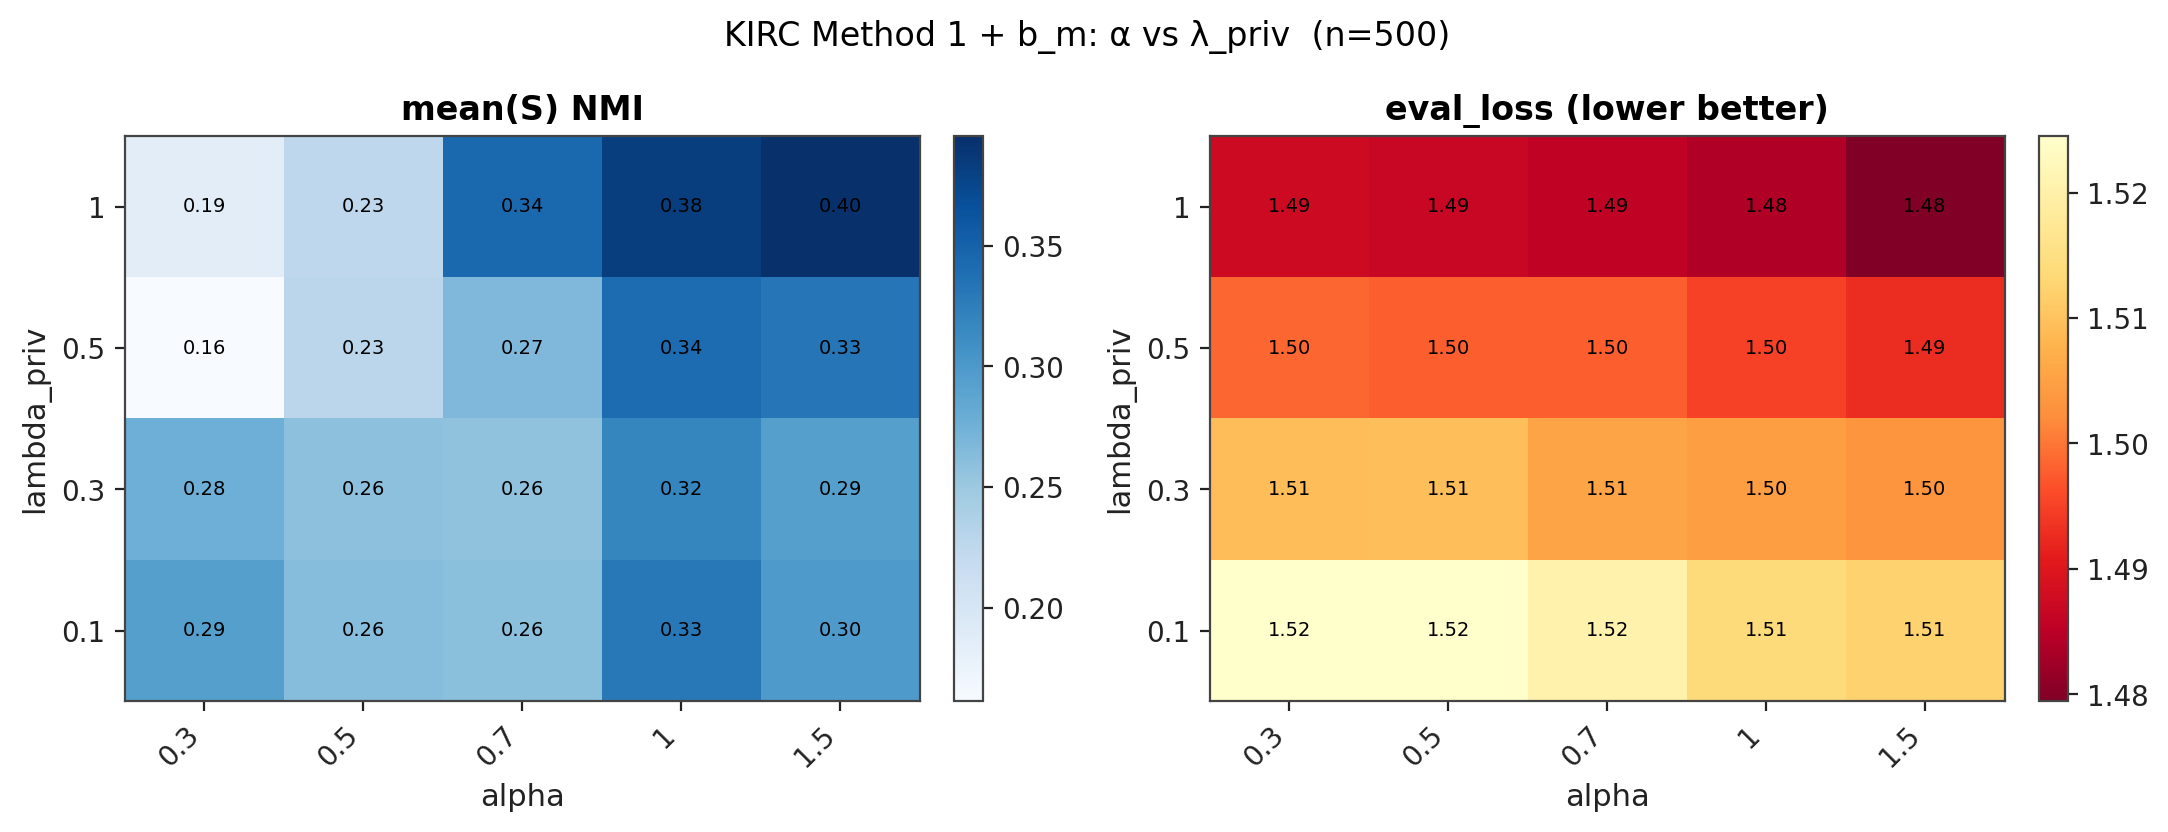 KIRC Method 1 + b_m: α vs λ_priv (n=500)
mean(S) NMI
lambda_priv
1
0.5
0.3
0.1
0.19 0.23 0.34 0.38 0.40
0.16 0.23 0.27 0.34 0.33
0.28 0.26 0.26 0.32 0.29
0.29 0.26 0.26 0.33 0.30
0.3 0.5 0.7 1 1.5
alpha
0.35
0.30
0.25
0.20
eval_loss (lower better)
lambda_priv
1
0.5
0.3
0.1
1.49 1.49 1.49 1.48 1.48
1.50 1.50 1.50 1.50 1.49
1.51 1.51 1.51 1.50 1.50
1.52 1.52 1.52 1.51 1.51
0.3 0.5 0.7 1 1.5
alpha
1.52
1.51
1.50
1.49
1.48